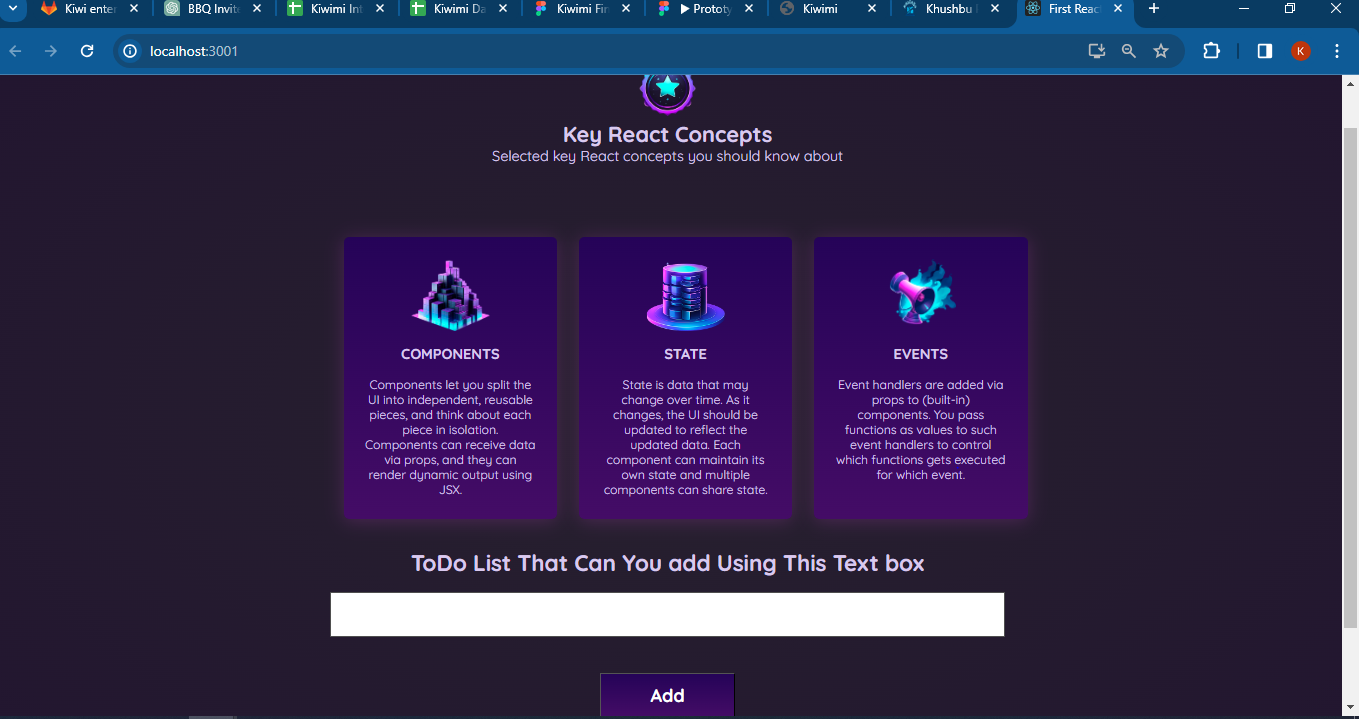 Kiwi enter
BBQ Invite
Kiwimi Int
Kiwimi Da
Kiwimi Fir
Prototy
Kiwimi
Khushbu
First Reac
localhost:3001
K
Key React Concepts
Selected key React concepts you should know about
COMPONENTS
Components let you split the
UI into independent, reusable
pieces, and think about each
piece in isolation.
Components can receive data
via props, and they can
render dynamic output using
JSX.
STATE
State is data that may
change over time. As it
changes, the UI should be
updated to reflect the
updated data. Each
component can maintain its
own state and multiple
components can share state.
EVENTS
Event handlers are added via
props to (built-in)
components. You pass
functions as values to such
event handlers to control
which functions gets executed
for which event.
ToDo List That Can You add Using This Text box
Add